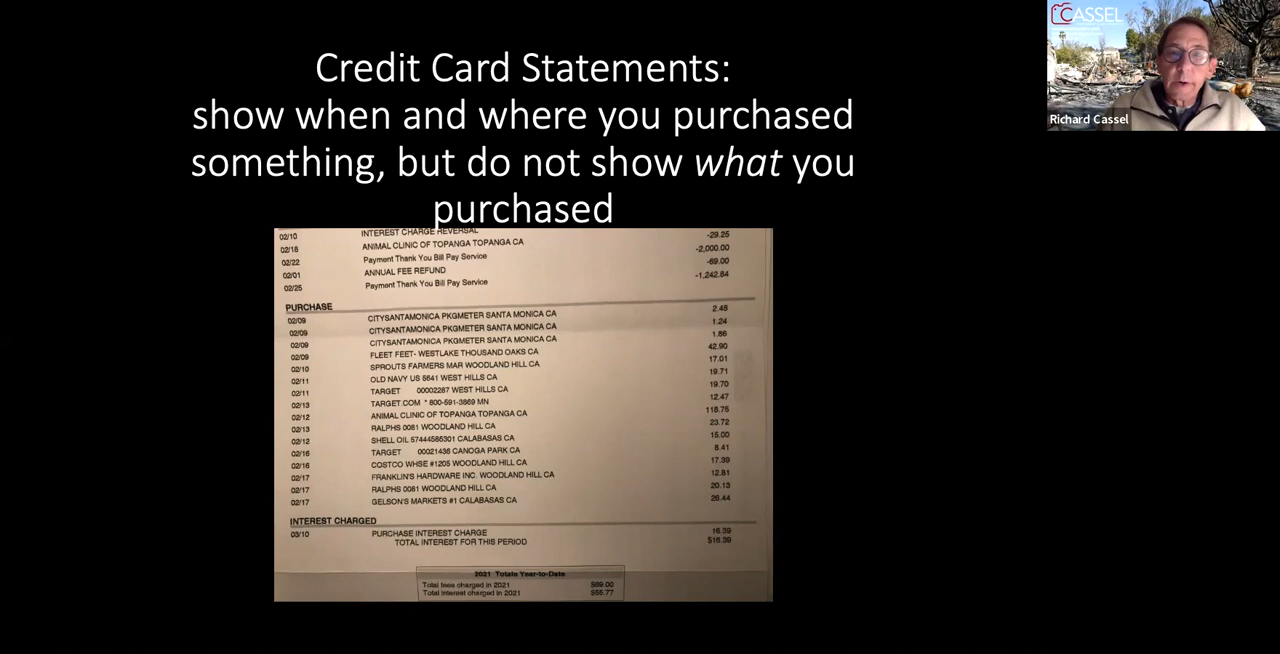 CASSEL
Richard Cassel
Credit Card Statements:
show when and where you purchased
something, but do not show what you
purchased
02/10 INTEREST CHARGE REVERSAL
02/18 ANIMAL CLINIC OF TOPANGA TOPANGA CA -29.25
02/22 Payment Thank You Bill Pay Service -2,000.00
02/01 ANNUAL FEE REFUND -69.00
02/25 Payment Thank You Bill Pay Service -1,242.84
PURCHASE
02/09 CITYSANTAMONICA PKGMETER SANTA MONICA CA 2.48
02/09 CITYSANTAMONICA PKGMETER SANTA MONICA CA 1.24
02/09 CITYSANTAMONICA PKGMETER SANTA MONICA CA 1.86
02/09 FLEET FEET- WESTLAKE THOUSAND OAKS CA 42.90
02/10 SPROUTS FARMERS MAR WOODLAND HILL CA 17.01
02/11 OLD NAVY US 5641 WEST HILLS CA 19.71
02/11 TARGET 00002287 WEST HILLS CA 19.70
02/13 TARGET.COM * 800-591-3869 MN 12.47
02/12 ANIMAL CLINIC OF TOPANGA TOPANGA CA 118.75
02/13 RALPHS 0081 WOODLAND HILL CA 23.72
02/12 SHELL OIL 57444586301 CALABASAS CA 15.00
02/16 TARGET 00021436 CANOGA PARK CA 8.41
02/16 COSTCO WHSE #1205 WOODLAND HILL CA 17.39
02/17 FRANKLIN'S HARDWARE INC. WOODLAND HILL CA 12.81
02/17 RALPHS 0081 WOODLAND HILL CA 20.13
02/17 GELSON'S MARKETS #1 CALABASAS CA 26.44
INTEREST CHARGED
03/10 PURCHASE INTEREST CHARGE 16.39
TOTAL INTEREST FOR THIS PERIOD $16.39
2021 Totals Year-to-Date
Total fees charged in 2021 $69.00
Total interest charged in 2021 $55.77